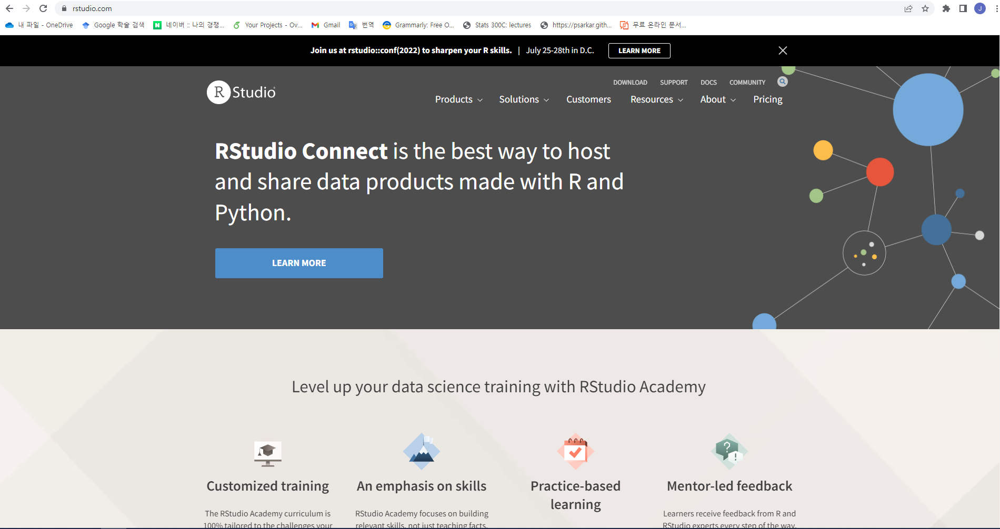 rstudio.com
J
내 파일 - OneDrive
Google 학술 검색
네이버 :: 나의 경쟁...
Your Projects - Ov...
Gmail
번역
Grammarly: Free O...
Stats 300C: lectures
https://psarkar.gith...
무료 온라인 문서...
Join us at rstudio::conf(2022) to sharpen your R skills. | July 25-28th in D.C.
LEARN MORE
DOWNLOAD SUPPORT DOCS COMMUNITY
R Studio®
Products Solutions Customers Resources About Pricing
RStudio Connect is the best way to host
and share data products made with R and
Python.
LEARN MORE
Level up your data science training with RStudio Academy
Customized training
The RStudio Academy curriculum is
100% tailored to the challenges your
An emphasis on skills
RStudio Academy focuses on building
relevant skills, not just teaching facts.
Practice-based
learning
Mentor-led feedback
Learners receive feedback from R and
RStudio experts every step of the way.